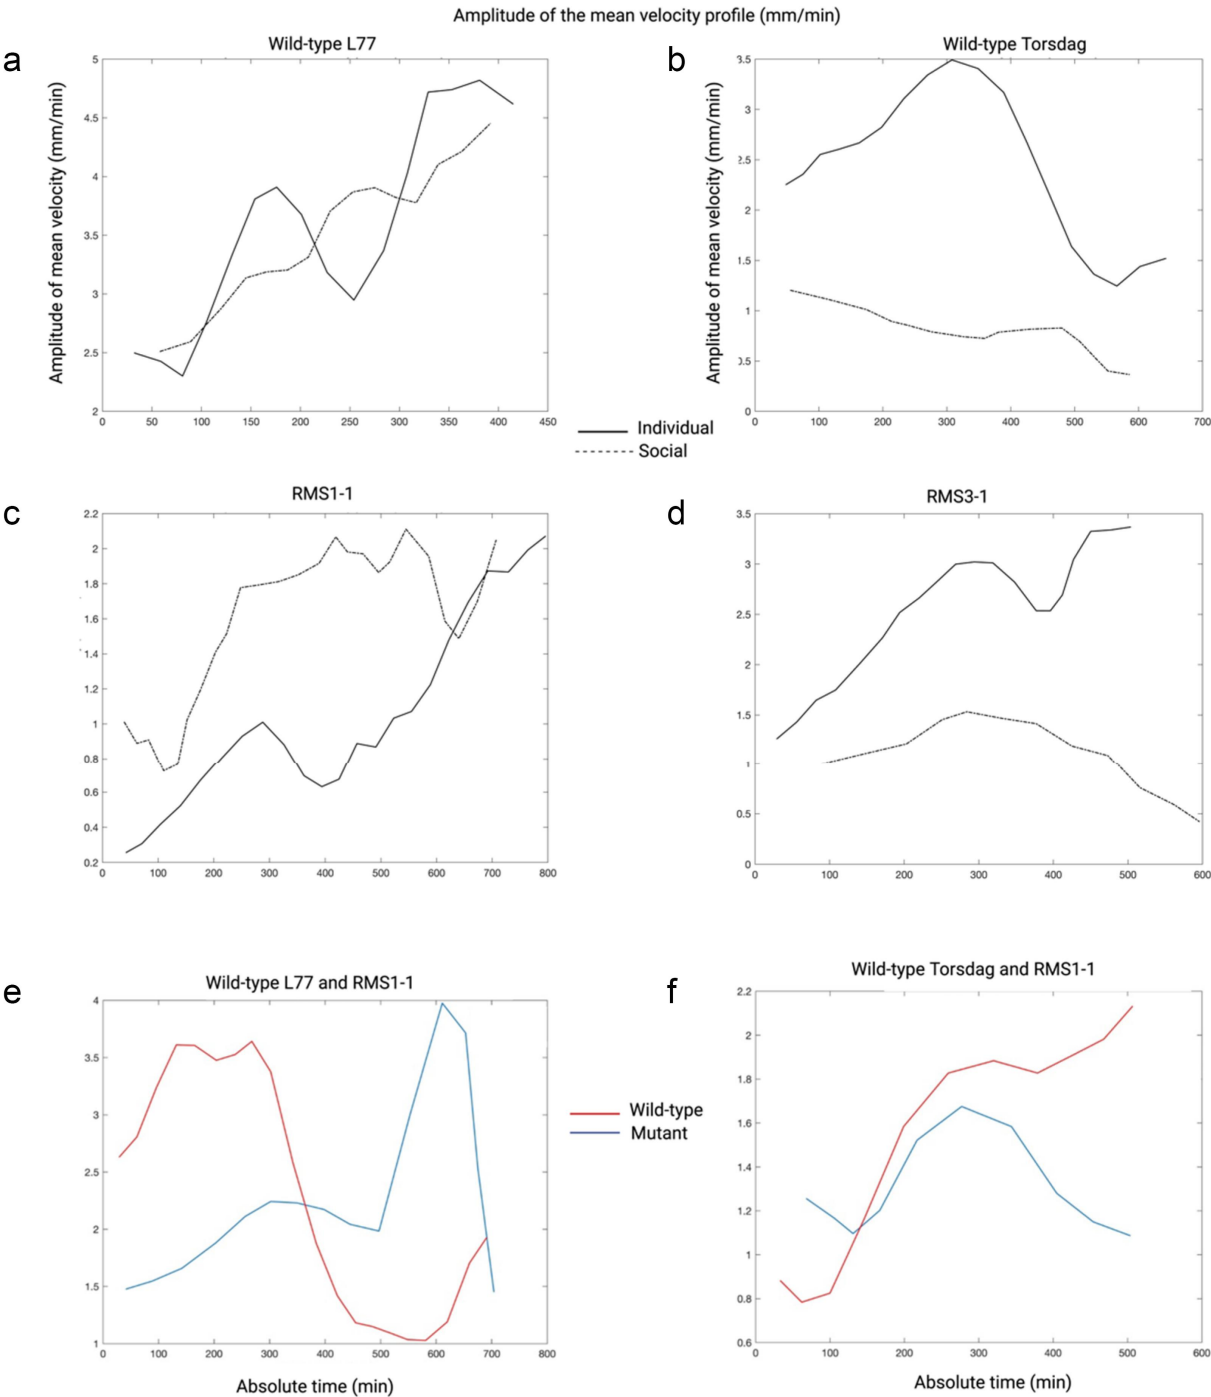 Amplitude of the mean velocity profile (mm/min)
a
Wild-type L77
Amplitude of mean velocity (mm/min)
5
4.5
4
3.5
3
2.5
2
0 50 100 150 200 250 300 350 400 450
b
Wild-type Torsdag
Amplitude of mean velocity (mm/min)
3.5
3
2.5
2
1.5
1
0.5
0
0 100 200 300 400 500 600 700
Individual
Social
c
RMS1-1
2.2
2
1.8
1.6
1.4
1.2
1
0.8
0.6
0.4
0.2
0 100 200 300 400 500 600 700 800
d
RMS3-1
3.5
3
2.5
2
1.5
1
0.5
0
0 100 200 300 400 500 600
e
Wild-type L77 and RMS1-1
4
3.5
3
2.5
2
1.5
1
0 100 200 300 400 500 600 700 800
Absolute time (min)
Wild-type
Mutant
f
Wild-type Torsdag and RMS1-1
2.2
2
1.8
1.6
1.4
1.2
1
0.8
0.6
0 100 200 300 400 500 600
Absolute time (min)